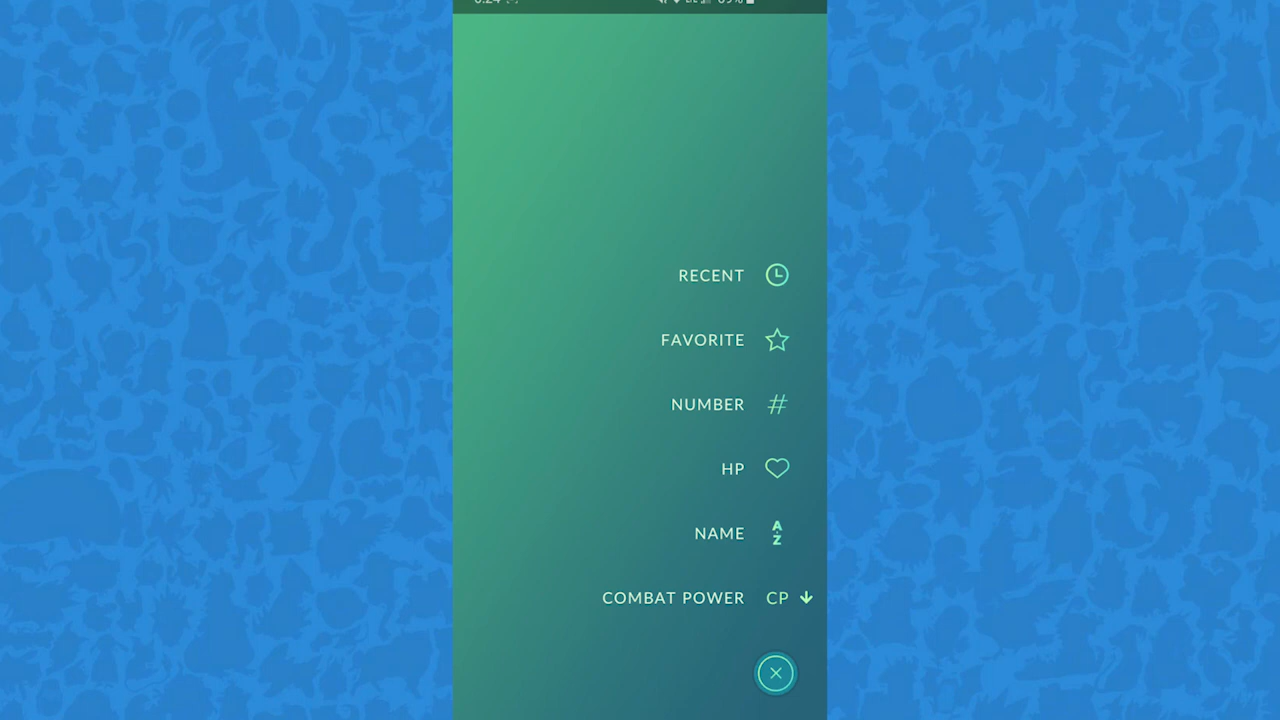 RECENT
FAVORITE
NUMBER #
HP
NAME A-Z
COMBAT POWER CP